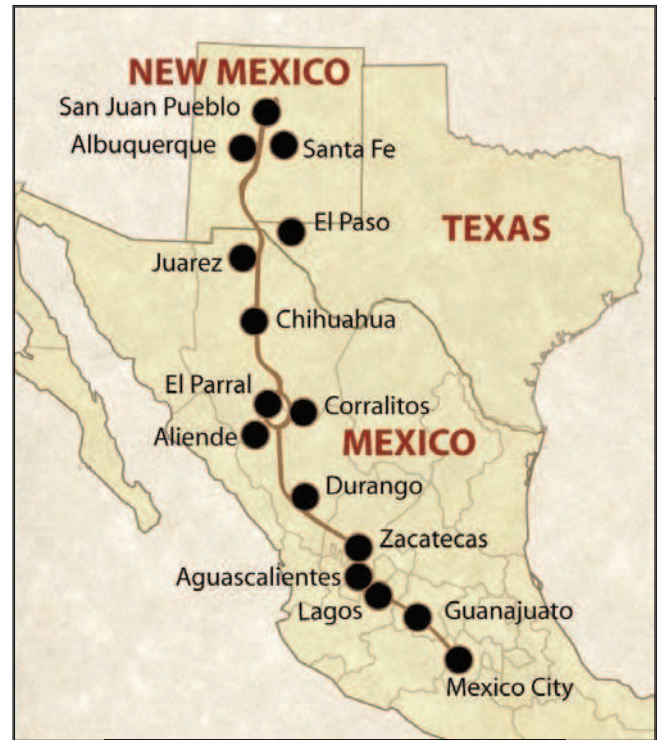 NEW MEXICO
San Juan Pueblo
Albuquerque
Santa Fe
El Paso
TEXAS
Juarez
Chihuahua
El Parral
Corralitos
Aliende
MEXICO
Durango
Zacatecas
Aguascalientes
Lagos
Guanajuato
Mexico City